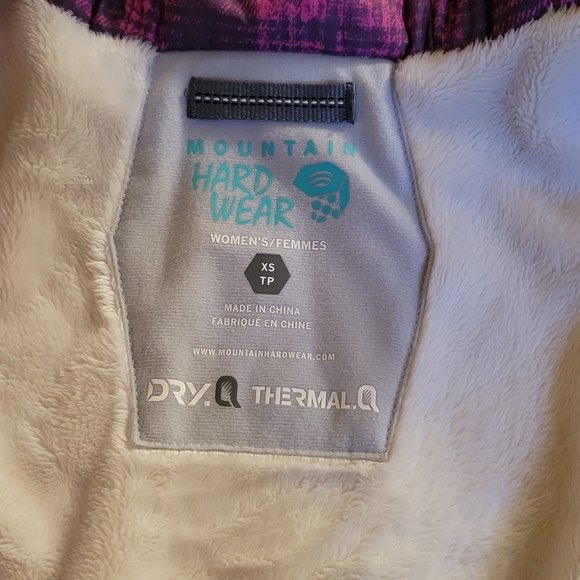 MOUNTAIN
HARD
WEAR
WOMEN'S/FEMMES
XS
TP
MADE IN CHINA
FABRIQUÉ EN CHINE
WWW.MOUNTAINHARDWEAR.COM
DRY.Q THERMAL.Q